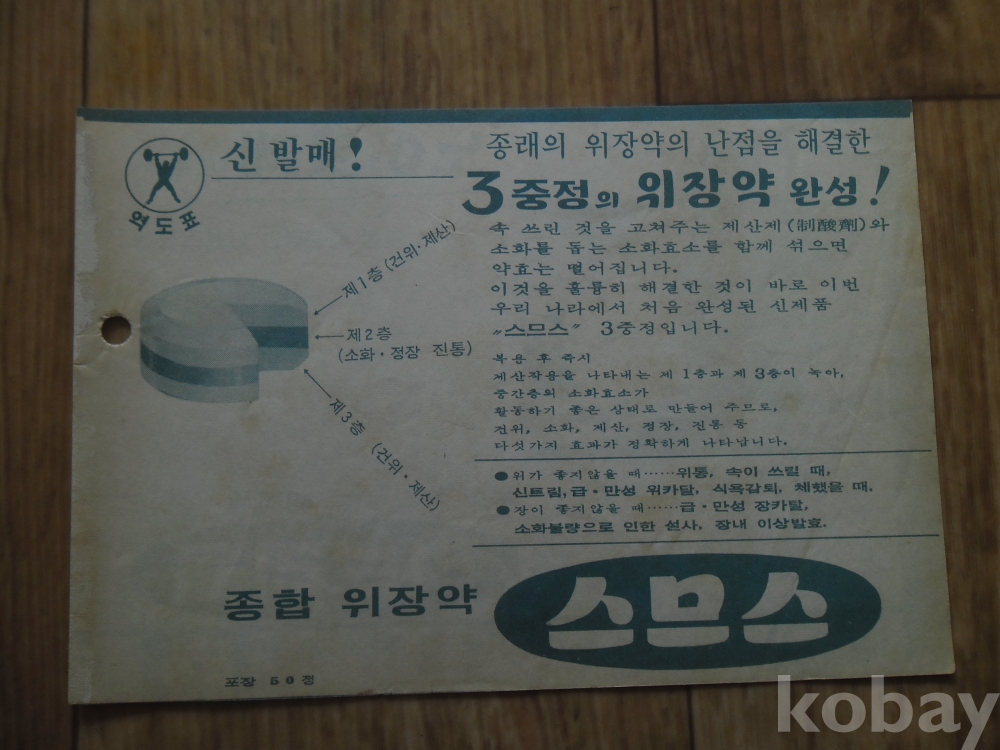 역도표
신발매!
종래의 위장약의 난점을 해결한
3중정의 위장약 완성!
속 쓰린 것을 고쳐주는 제산제(制酸劑)와
소화를 돕는 소화효소를 함께 섞으면
약효는 떨어집니다.
이것을 훌륭히 해결한 것이 바로 이번
우리 나라에서 처음 완성된 신제품
"스므스" 3중정입니다.
제1층 (건위·제산)
제2층
(소화·정장 진통)
제3층 (건위·제산)
복용 후 즉시
제산작용을 나타내는 제 1층과 제 3층이 녹아,
중간층의 소화효소가
활동하기 좋은 상태로 만들어 주므로,
건위, 소화, 제산, 정장, 진통 등
다섯가지 효과가 정확하게 나타납니다.
●위가 좋지않을 때……위통, 속이 쓰릴 때,
신트림, 급·만성 위카탈, 식욕감퇴, 체했을 때.
●장이 좋지않을 때……급·만성 장카탈,
소화불량으로 인한 설사, 장내 이상발효.
종합 위장약
스므스
포장 50정
kobay